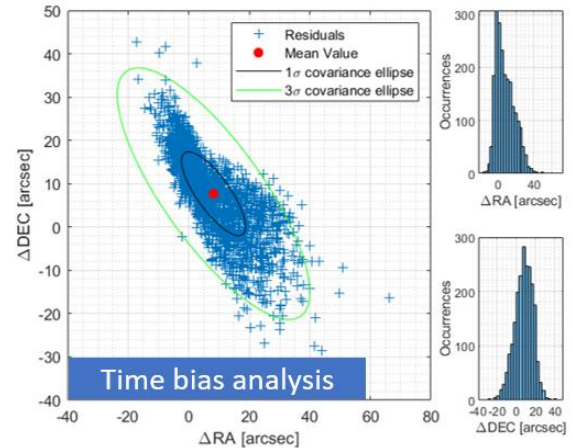 50
40
30
20
10
0
-10
-20
-30
-40
-40 -20 0 20 40 60 80
ΔDEC [arcsec]
ΔRA [arcsec]
Residuals
Mean Value
1σ covariance ellipse
3σ covariance ellipse
Time bias analysis
300
200
100
0
0 40
Occurrences
ΔRA [arcsec]
300
200
100
0
-40 -20 0 20 40
Occurrences
ΔDEC [arcsec]